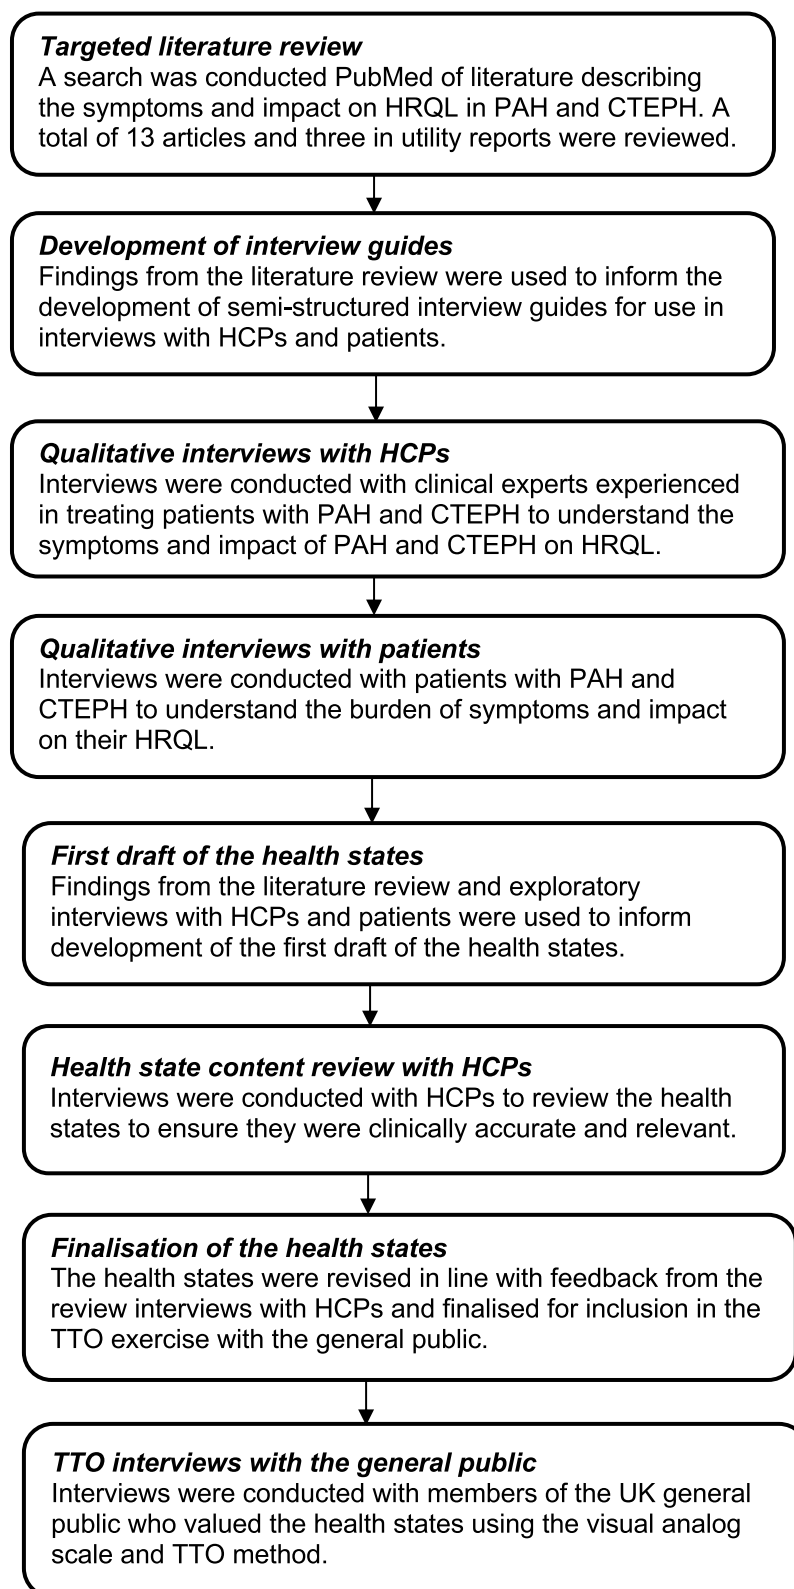 Targeted literature review
A search was conducted PubMed of literature describing
the symptoms and impact on HRQL in PAH and CTEPH. A
total of 13 articles and three in utility reports were reviewed.
Development of interview guides
Findings from the literature review were used to inform the
development of semi-structured interview guides for use in
interviews with HCPs and patients.
Qualitative interviews with HCPs
Interviews were conducted with clinical experts experienced
in treating patients with PAH and CTEPH to understand the
symptoms and impact of PAH and CTEPH on HRQL.
Qualitative interviews with patients
Interviews were conducted with patients with PAH and
CTEPH to understand the burden of symptoms and impact
on their HRQL.
First draft of the health states
Findings from the literature review and exploratory
interviews with HCPs and patients were used to inform
development of the first draft of the health states.
Health state content review with HCPs
Interviews were conducted with HCPs to review the health
states to ensure they were clinically accurate and relevant.
Finalisation of the health states
The health states were revised in line with feedback from the
review interviews with HCPs and finalised for inclusion in the
TTO exercise with the general public.
TTO interviews with the general public
Interviews were conducted with members of the UK general
public who valued the health states using the visual analog
scale and TTO method.